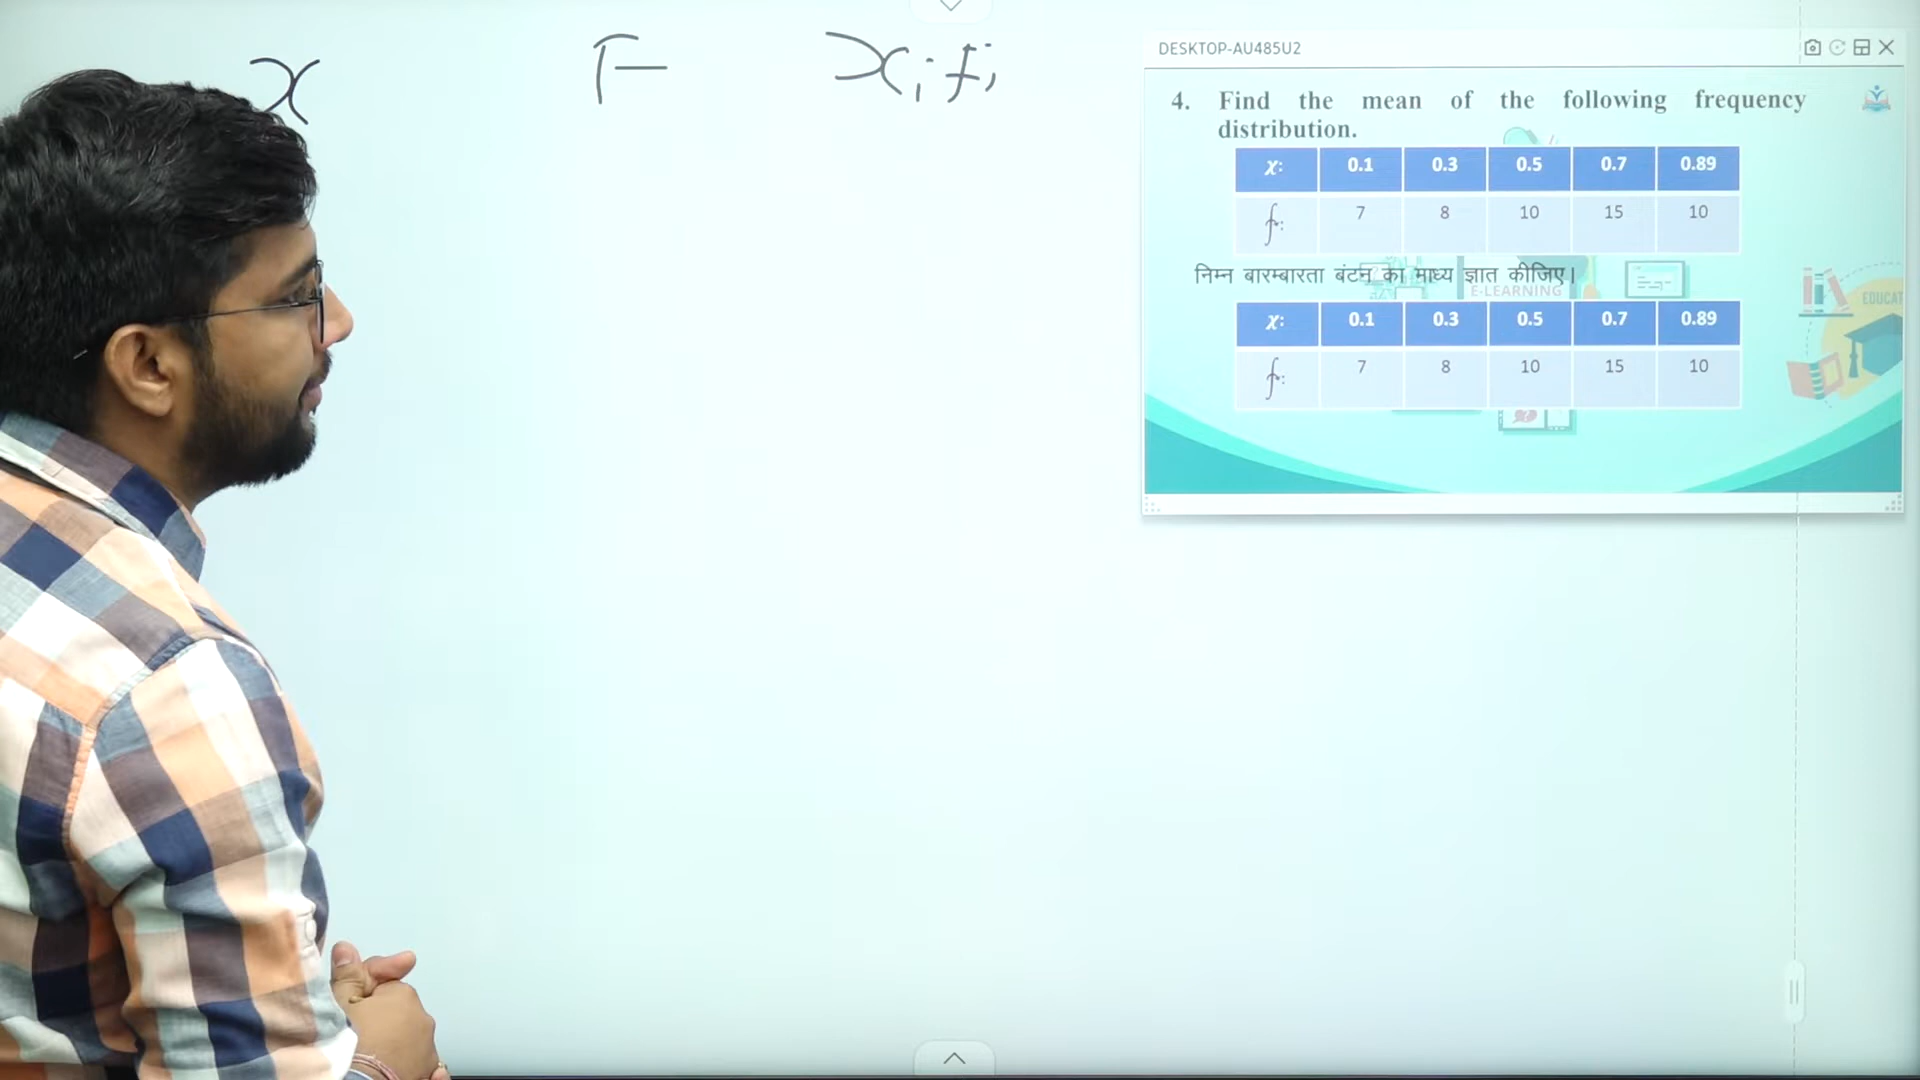 x F xᵢfᵢ
DESKTOP-AU485U2
4. Find the mean of the following frequency
distribution.
x: 0.1 0.3 0.5 0.7 0.89
f: 7 8 10 15 10
निम्न बारम्बारता बंटन का माध्य ज्ञात कीजिए।
E-LEARNING
EDUCAT
x: 0.1 0.3 0.5 0.7 0.89
f: 7 8 10 15 10